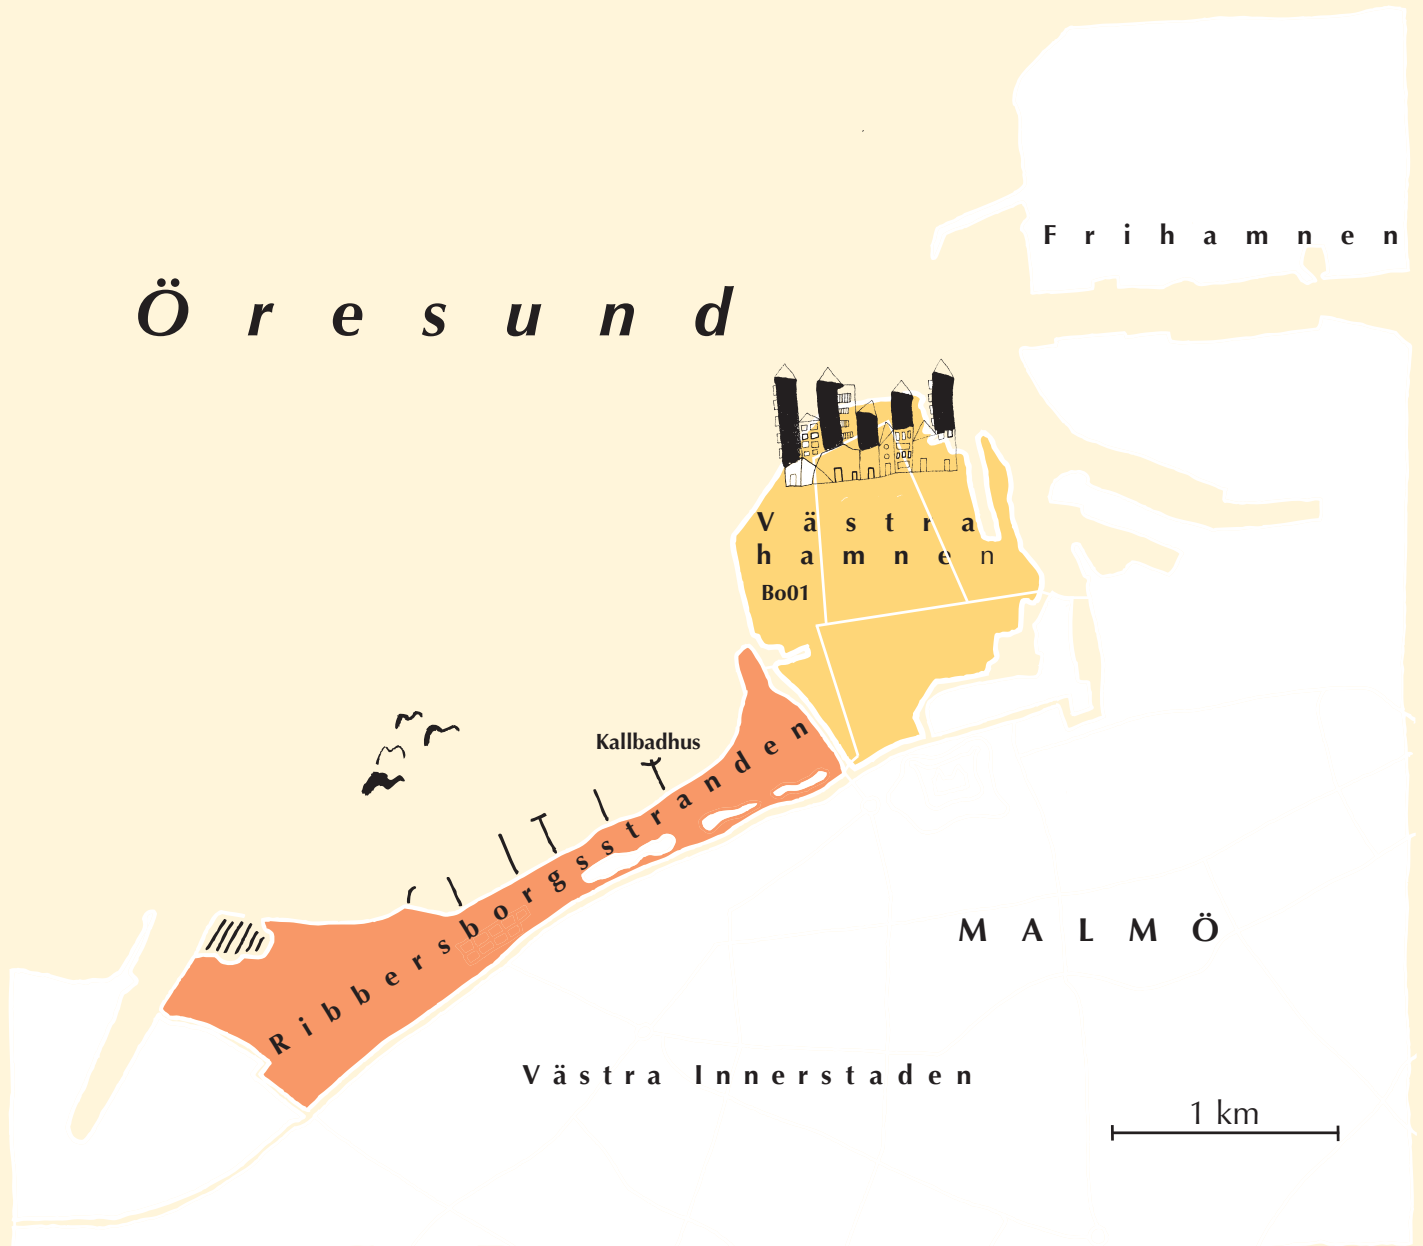 Frihamnen
Öresund
Västra
hamnen
Bo01
Kallbadhus
Ribbersborgsstranden
MALMÖ
Västra Innerstaden
1 km